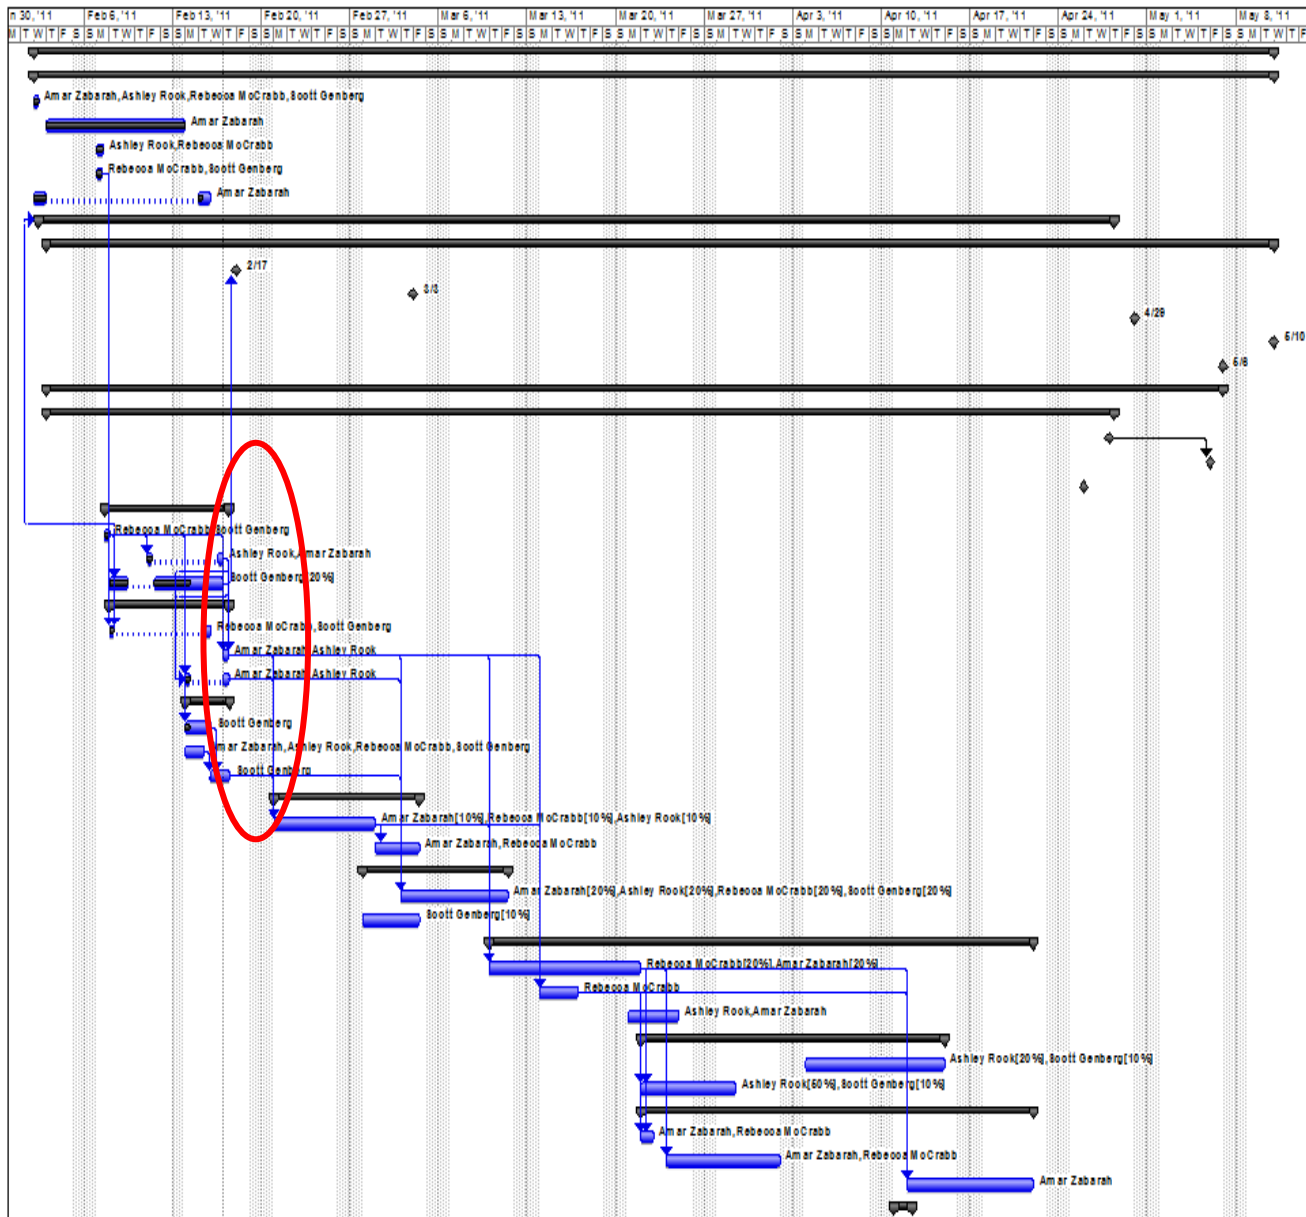 n 30, '11 Feb 6, '11 Feb 13, '11 Feb 20, '11 Feb 27, '11 Mar 6, '11 Mar 13, '11 Mar 20, '11 Mar 27, '11 Apr 3, '11 Apr 10, '11 Apr 17, '11 Apr 24, '11 May 1, '11 May 8, '11
M T W T F S S M T W T F S S M T W T F S S M T W T F S S M T W T F S S M T W T F S S M T W T F S S M T W T F S S M T W T F S S M T W T F S S M T W T F S S M T W T F S S M T W T F S S M T W T F S S M T W T F
Amar Zabarah,Ashley Rook,Rebecca McCrabb,Scott Genberg
Amar Zabarah
Ashley Rook,Rebecca McCrabb
Rebecca McCrabb,Scott Genberg
Amar Zabarah
2/17
3/3
4/29
5/10
5/6
Rebecca McCrabb,Scott Genberg
Ashley Rook,Amar Zabarah
Scott Genberg[20%]
Rebecca McCrabb,Scott Genberg
Amar Zabarah,Ashley Rook
Amar Zabarah,Ashley Rook
Scott Genberg
Amar Zabarah,Ashley Rook,Rebecca McCrabb,Scott Genberg
Scott Genberg
Amar Zabarah[10%],Rebecca McCrabb[10%],Ashley Rook[10%]
Amar Zabarah,Rebecca McCrabb
Amar Zabarah[20%],Ashley Rook[20%],Rebecca McCrabb[20%],Scott Genberg[20%]
Scott Genberg[10%]
Rebecca McCrabb[20%],Amar Zabarah[20%]
Rebecca McCrabb
Ashley Rook,Amar Zabarah
Ashley Rook[20%],Scott Genberg[10%]
Ashley Rook[50%],Scott Genberg[10%]
Amar Zabarah,Rebecca McCrabb
Amar Zabarah,Rebecca McCrabb
Amar Zabarah